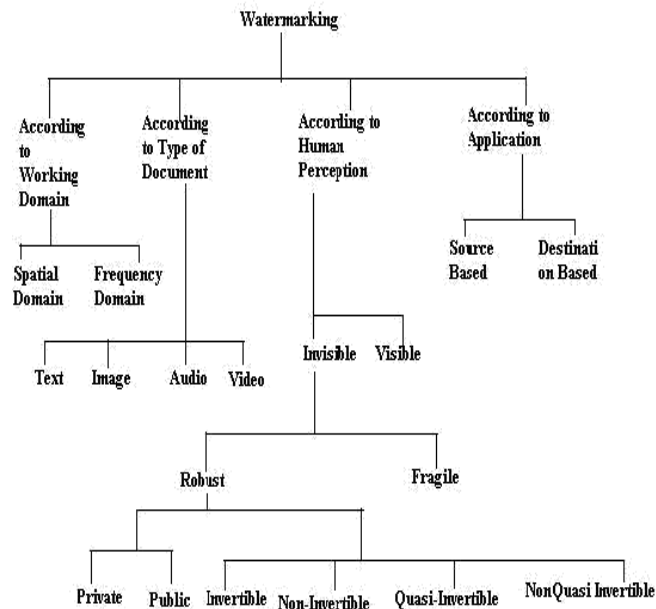 Watermarking
According
to
Working
Domain
According
to Type of
Document
According to
Human
Perception
According to
Application
Spatial
Domain
Frequency
Domain
Source
Based
Destinati
on Based
Text
Image
Audio
Video
Invisible
Visible
Robust
Fragile
Private
Public
Invertible
Non-Invertible
Quasi-Invertible
NonQuasi Invertible